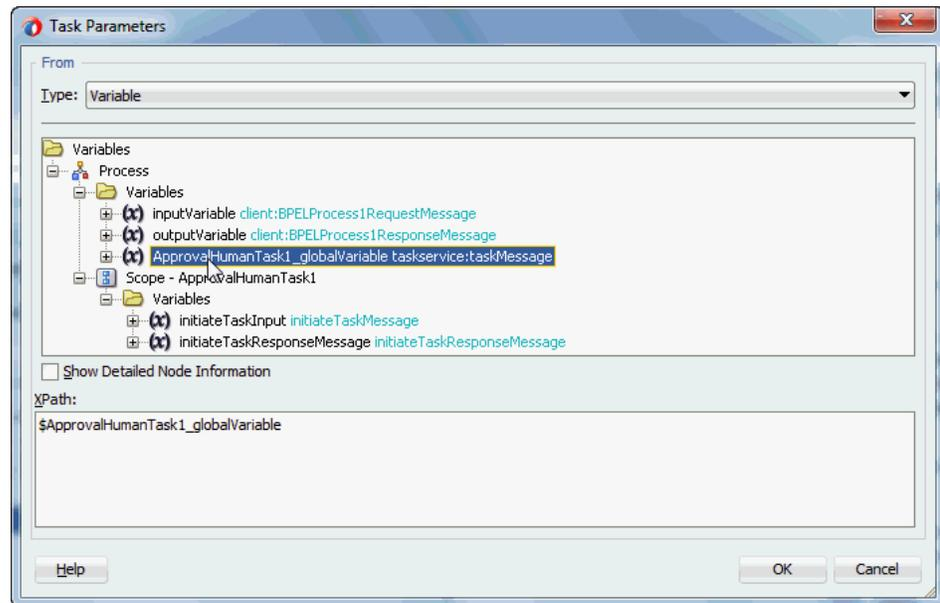 Task Parameters
From
Type: Variable
Variables
Process
Variables
inputVariable client:BPELProcess1RequestMessage
outputVariable client:BPELProcess1ResponseMessage
ApprovalHumanTask1_globalVariable taskservice:taskMessage
Scope - ApprovalHumanTask1
Variables
initiateTaskInput initiateTaskMessage
initiateTaskResponseMessage initiateTaskResponseMessage
Show Detailed Node Information
XPath:
$ApprovalHumanTask1_globalVariable
Help OK Cancel